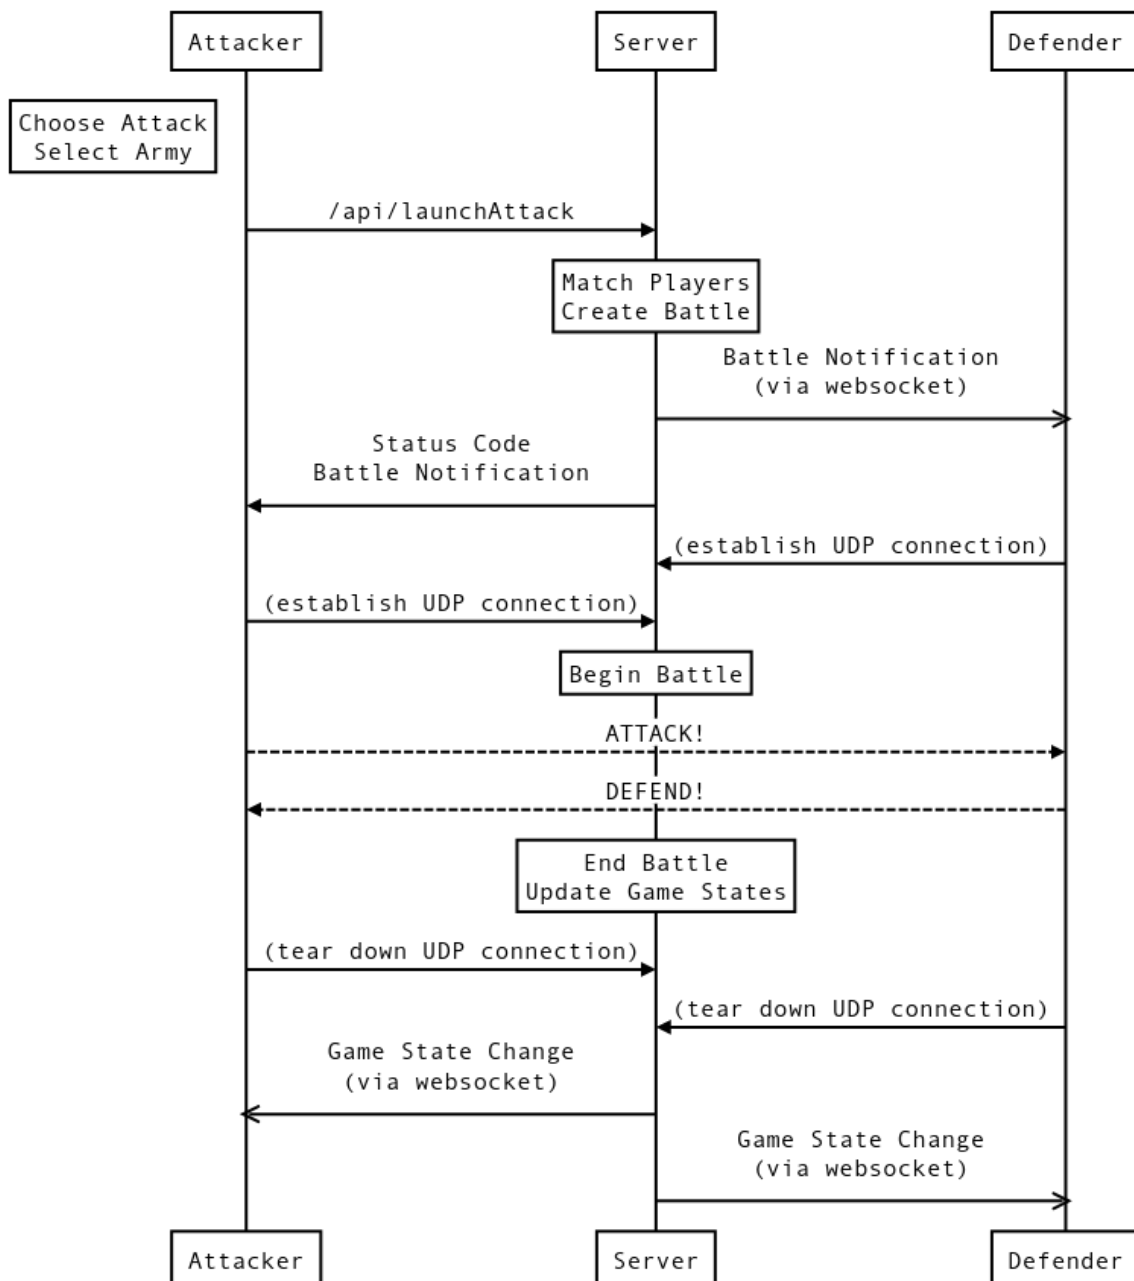 Attacker
Server
Defender
Choose Attack
Select Army
/api/launchAttack
Match Players
Create Battle
Battle Notification
(via websocket)
Status Code
Battle Notification
(establish UDP connection)
(establish UDP connection)
Begin Battle
ATTACK!
DEFEND!
End Battle
Update Game States
(tear down UDP connection)
(tear down UDP connection)
Game State Change
(via websocket)
Game State Change
(via websocket)
Attacker
Server
Defender